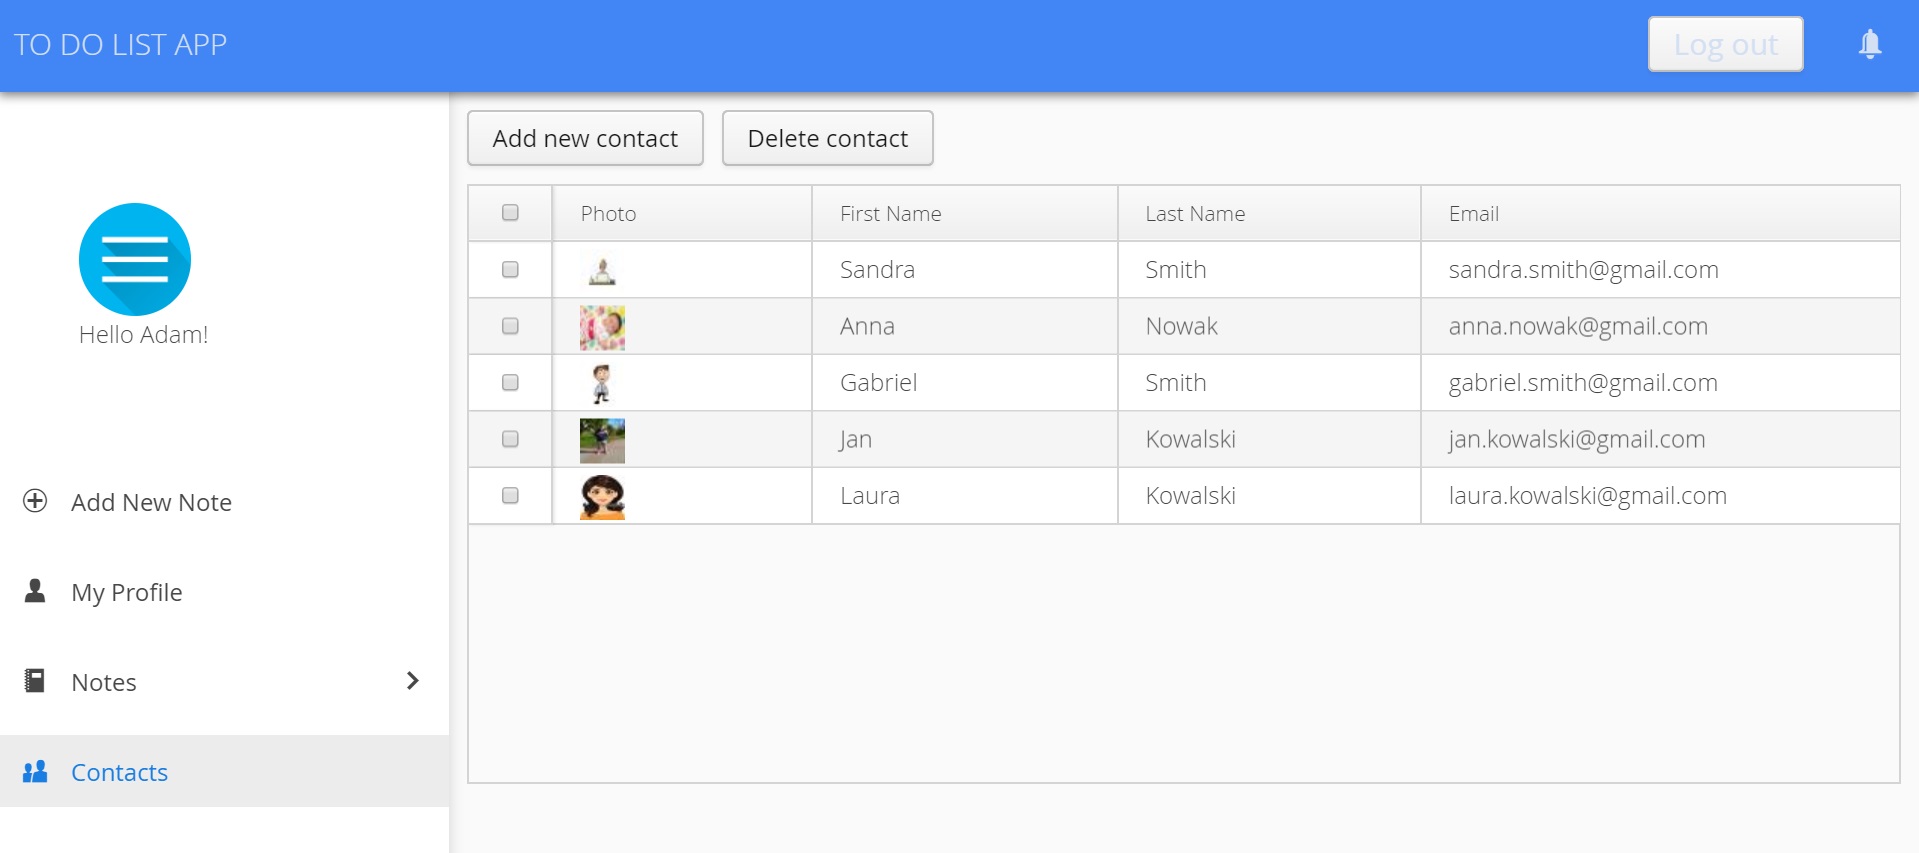 TO DO LIST APP
Log out
Add new contact
Delete contact
Hello Adam!
Add New Note
My Profile
Notes
Contacts
Photo First Name Last Name Email
Sandra Smith sandra.smith@gmail.com
Anna Nowak anna.nowak@gmail.com
Gabriel Smith gabriel.smith@gmail.com
Jan Kowalski jan.kowalski@gmail.com
Laura Kowalski laura.kowalski@gmail.com